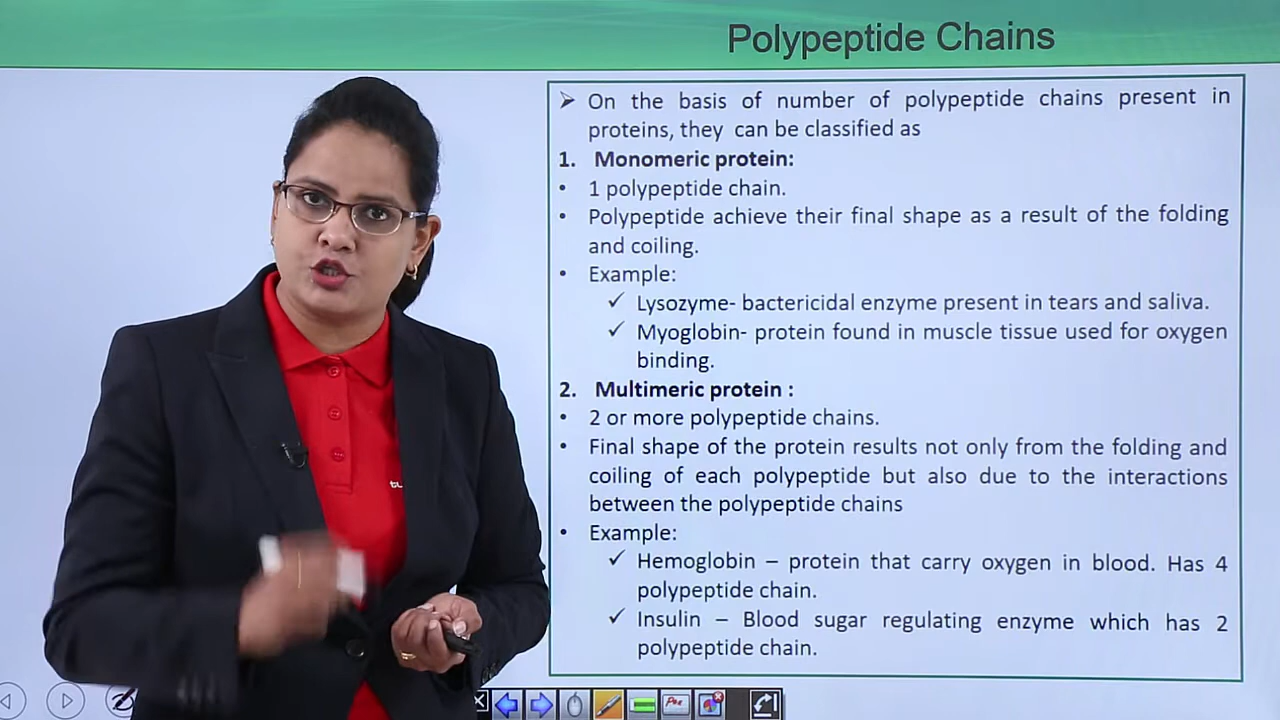 Polypeptide Chains
➢ On the basis of number of polypeptide chains present in
proteins, they can be classified as
1. Monomeric protein:
• 1 polypeptide chain.
• Polypeptide achieve their final shape as a result of the folding
and coiling.
• Example:
✓ Lysozyme- bactericidal enzyme present in tears and saliva.
✓ Myoglobin- protein found in muscle tissue used for oxygen
binding.
2. Multimeric protein :
• 2 or more polypeptide chains.
• Final shape of the protein results not only from the folding and
coiling of each polypeptide but also due to the interactions
between the polypeptide chains
• Example:
✓ Hemoglobin – protein that carry oxygen in blood. Has 4
polypeptide chain.
✓ Insulin – Blood sugar regulating enzyme which has 2
polypeptide chain.